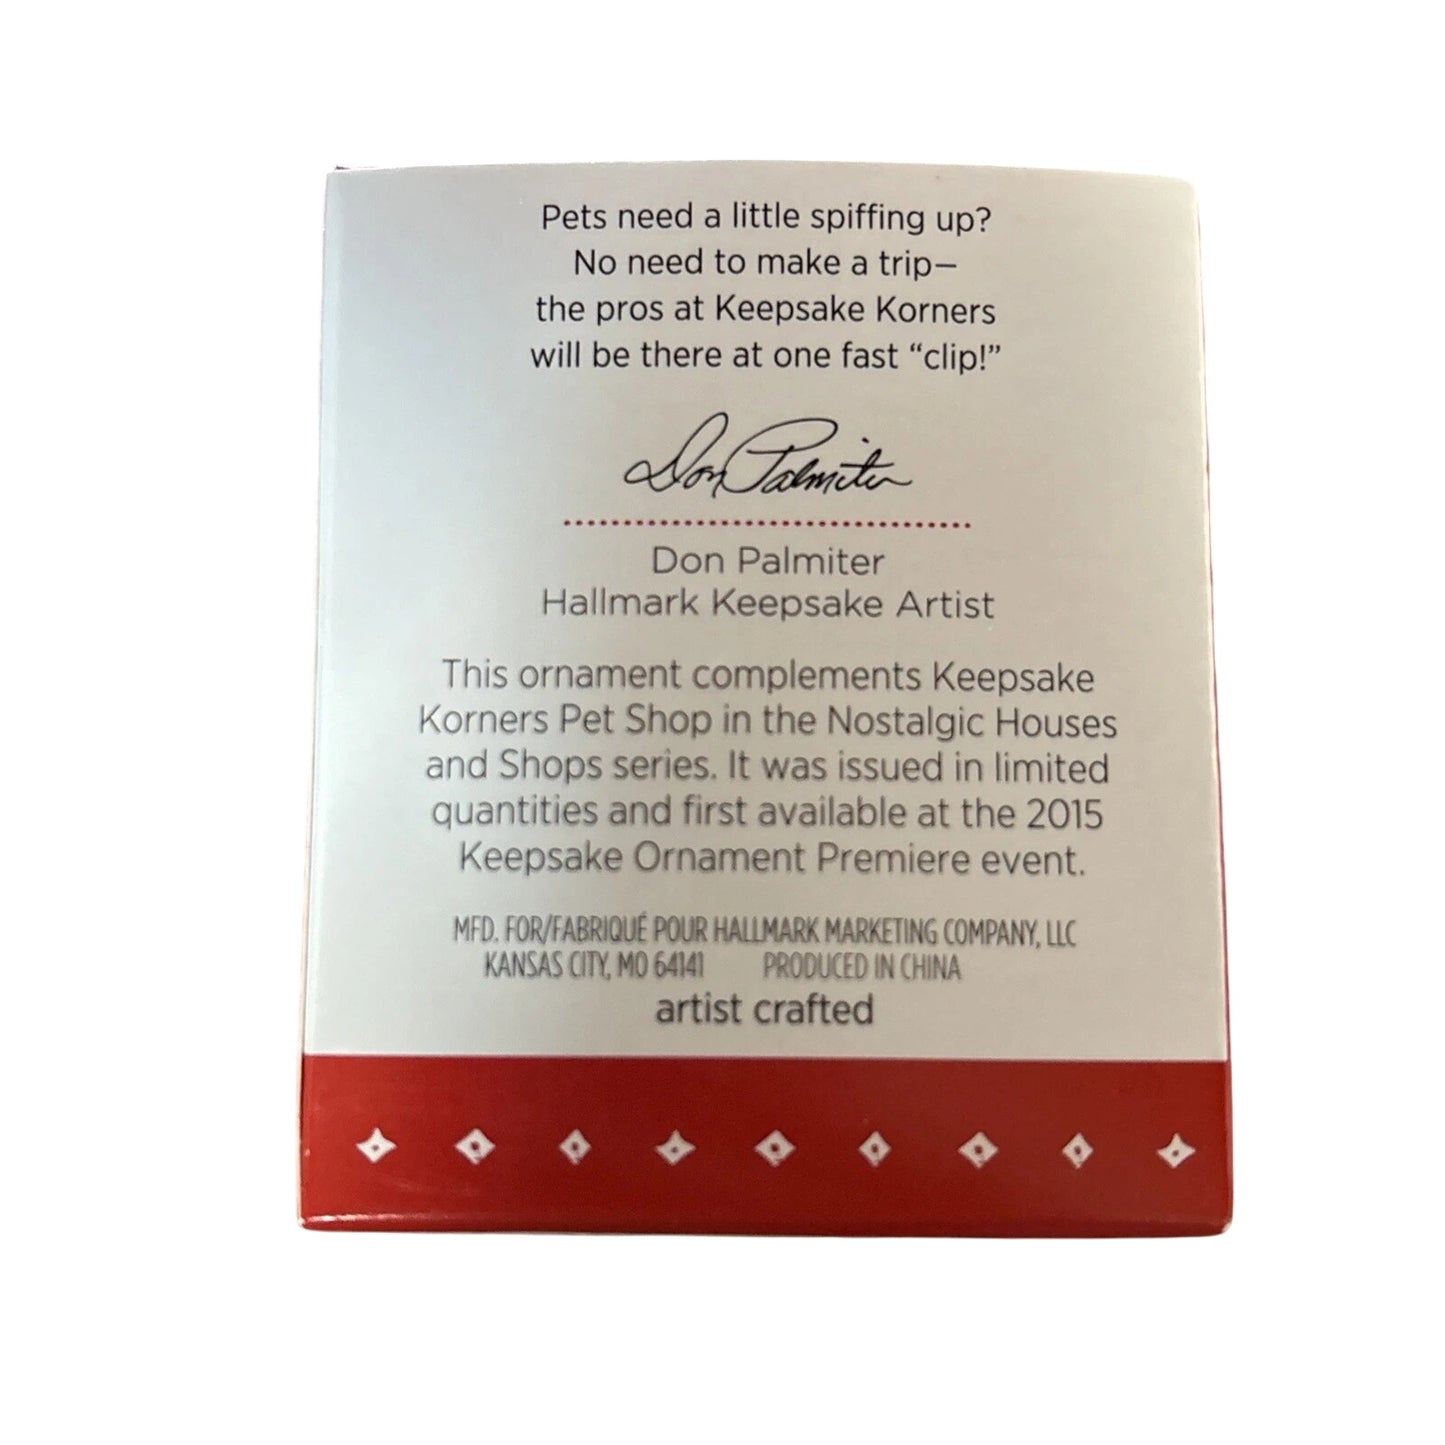 Pets need a little spiffing up?
No need to make a trip—
the pros at Keepsake Korners
will be there at one fast “clip!”
Don Palmiter
Don Palmiter
Hallmark Keepsake Artist
This ornament complements Keepsake
Korners Pet Shop in the Nostalgic Houses
and Shops series. It was issued in limited
quantities and first available at the 2015
Keepsake Ornament Premiere event.
MFD. FOR/FABRIQUÉ POUR HALLMARK MARKETING COMPANY, LLC
KANSAS CITY, MO 64141 PRODUCED IN CHINA
artist crafted